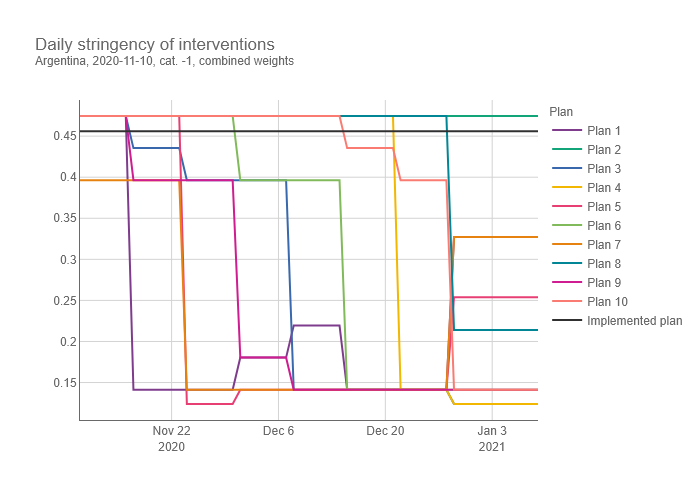 Daily stringency of interventions
Argentina, 2020-11-10, cat. -1, combined weights
Plan
0.45
0.4
0.35
0.3
0.25
0.2
0.15
Nov 22
2020
Dec 6
Dec 20
Jan 3
2021
Plan 1
Plan 2
Plan 3
Plan 4
Plan 5
Plan 6
Plan 7
Plan 8
Plan 9
Plan 10
Implemented plan